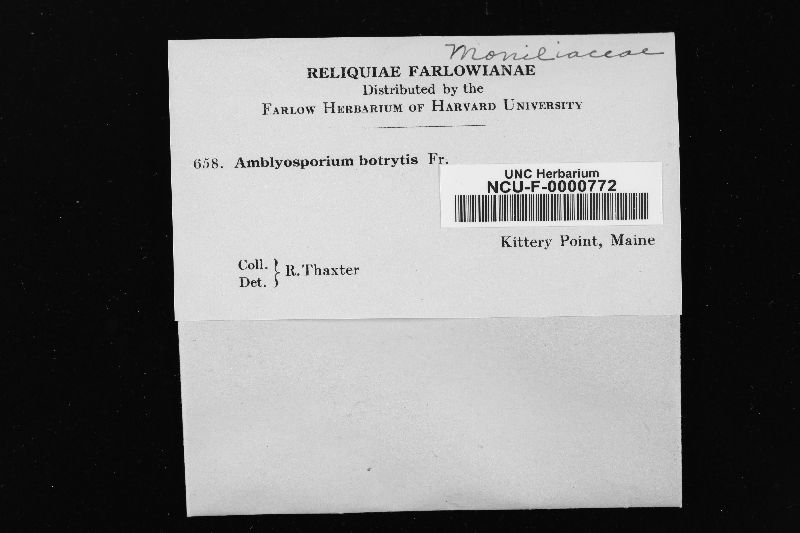 Moniliaceae
RELIQUIAE FARLOWIANAE
Distributed by the
FARLOW HERBARIUM OF HARVARD UNIVERSITY
658. Amblyosporium botrytis Fr.
UNC Herbarium
NCU-F-0000772
Kittery Point, Maine
Coll. } R. Thaxter
Det.